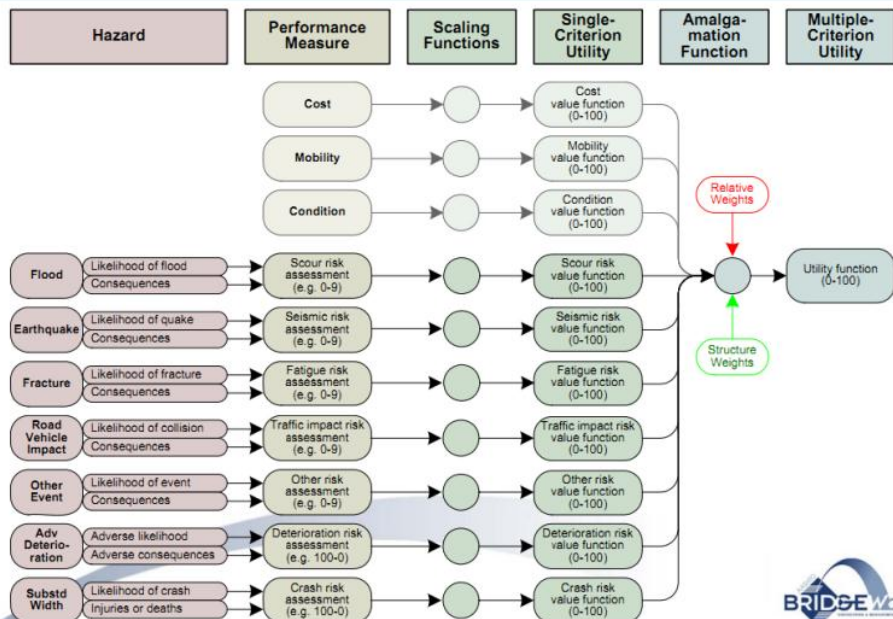 Hazard
Performance
Measure
Scaling
Functions
Single-
Criterion
Utility
Amalga-
mation
Function
Multiple-
Criterion
Utility
Cost
Cost
value function
(0-100)
Mobility
Mobility
value function
(0-100)
Condition
Condition
value function
(0-100)
Relative
Weights
Flood
Likelihood of flood
Consequences
Scour risk
assessment
(e.g. 0-9)
Scour risk
value function
(0-100)
Utility function
(0-100)
Earthquake
Likelihood of quake
Consequences
Seismic risk
assessment
(e.g. 0-9)
Seismic risk
value function
(0-100)
Structure
Weights
Fracture
Likelihood of fracture
Consequences
Fatigue risk
assessment
(e.g. 0-9)
Fatigue risk
value function
(0-100)
Road
Vehicle
Impact
Likelihood of collision
Consequences
Traffic impact risk
assessment
(e.g. 0-9)
Traffic impact risk
value function
(0-100)
Other
Event
Likelihood of event
Consequences
Other risk
assessment
(e.g. 0-9)
Other risk
value function
(0-100)
Adv
Deterio-
ration
Adverse likelihood
Adverse consequences
Deterioration risk
assessment
(e.g. 100-0)
Deterioration risk
value function
(0-100)
Substd
Width
Likelihood of crash
Injuries or deaths
Crash risk
assessment
(e.g. 100-0)
Crash risk
value function
(0-100)